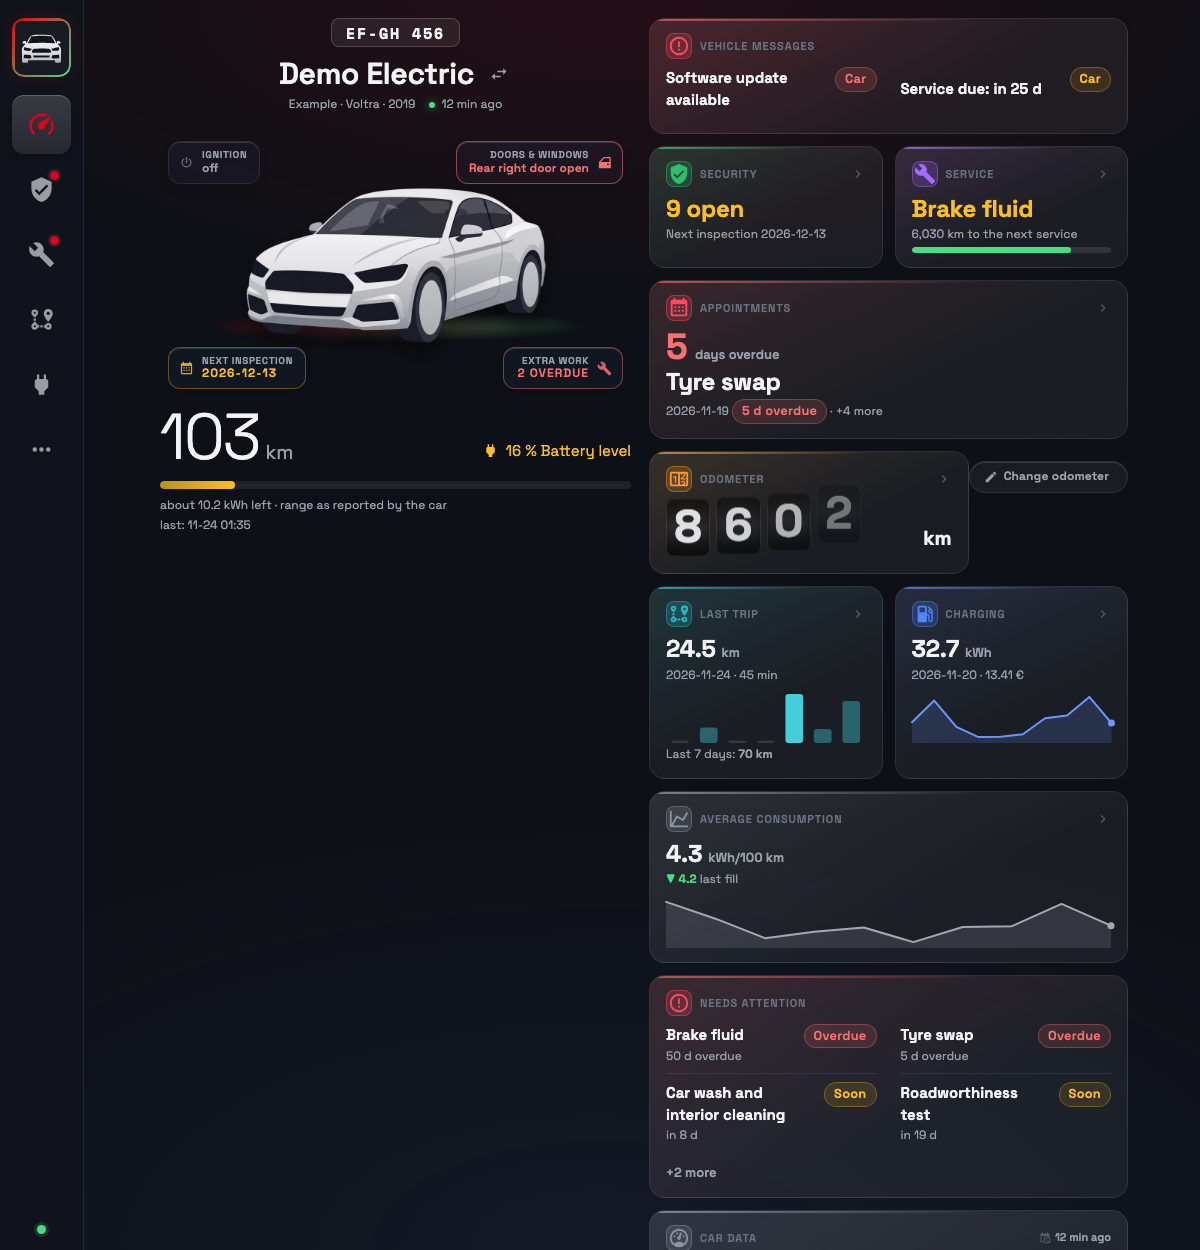 EF-GH 456
Demo Electric
Example · Voltra · 2019 12 min ago
IGNITION
off
DOORS & WINDOWS
Rear right door open
NEXT INSPECTION
2026-12-13
EXTRA WORK
2 OVERDUE
103 km
16 % Battery level
about 10.2 kWh left · range as reported by the car
last: 11-24 01:35
VEHICLE MESSAGES
Software update
available
Car
Service due: in 25 d
Car
SECURITY
9 open
Next inspection 2026-12-13
SERVICE
Brake fluid
6,030 km to the next service
APPOINTMENTS
5 days overdue
Tyre swap
2026-11-19 5 d overdue · +4 more
ODOMETER
8 6 0 2
km
Change odometer
LAST TRIP
24.5 km
2026-11-24 · 45 min
Last 7 days: 70 km
CHARGING
32.7 kWh
2026-11-20 · 13.41 €
AVERAGE CONSUMPTION
4.3 kWh/100 km
▼ 4.2 last fill
NEEDS ATTENTION
Brake fluid
Overdue
50 d overdue
Tyre swap
Overdue
5 d overdue
Car wash and
interior cleaning
Soon
in 8 d
Roadworthiness
test
Soon
in 19 d
+2 more
CAR DATA
12 min ago